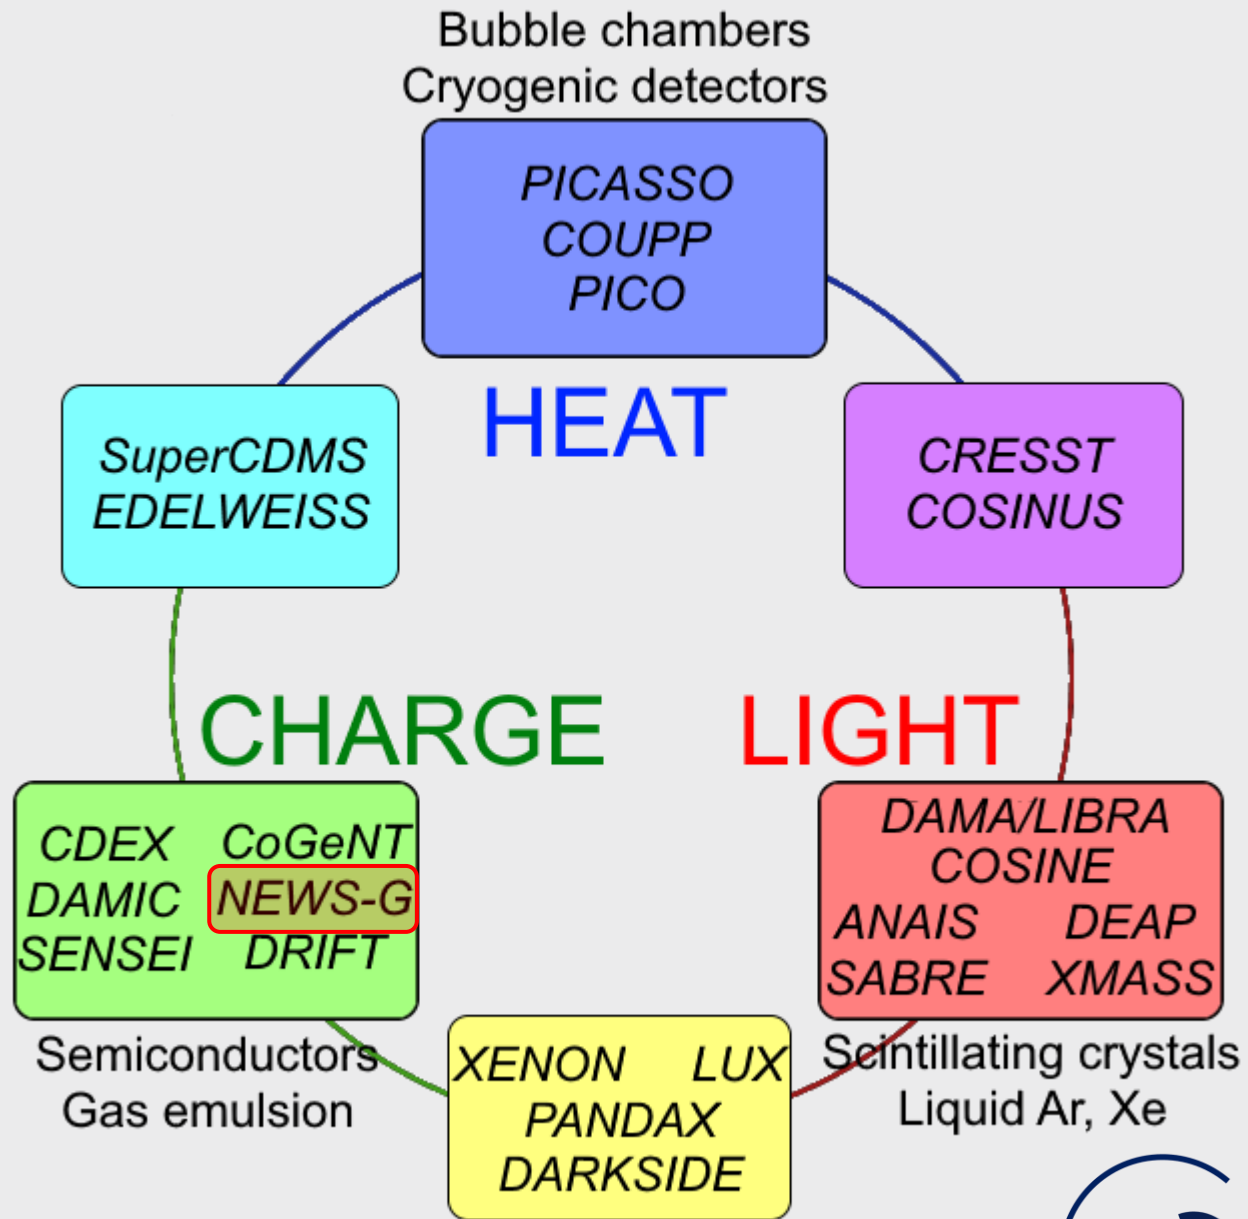 Bubble chambers
Cryogenic detectors
PICASSO
COUPP
PICO
HEAT
SuperCDMS
EDELWEISS
CRESST
COSINUS
CHARGE
LIGHT
CDEX CoGeNT
DAMIC NEWS-G
SENSEI DRIFT
DAMA/LIBRA
COSINE
ANAIS DEAP
SABRE XMASS
Semiconductors
Gas emulsion
XENON LUX
PANDAX
DARKSIDE
Scintillating crystals
Liquid Ar, Xe